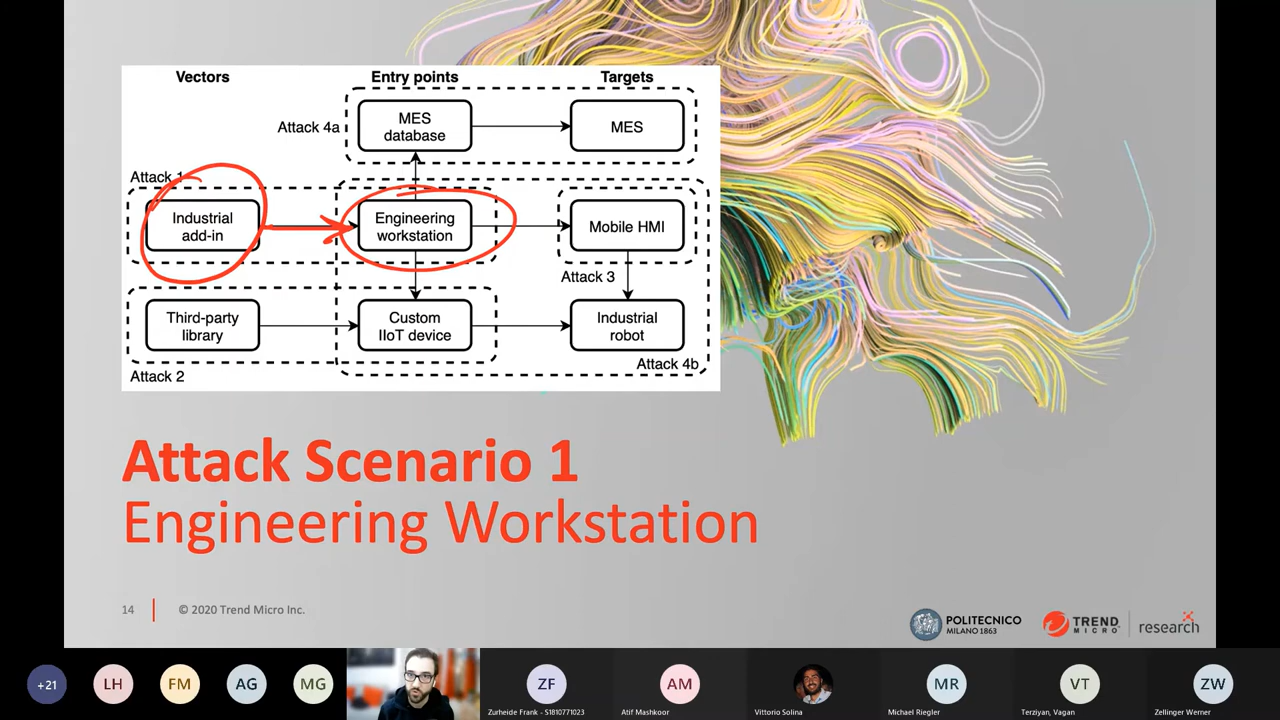 Vectors
Entry points
Targets
Attack 4a
MES
database
MES
Attack 1
Industrial
add-in
Engineering
workstation
Mobile HMI
Attack 3
Third-party
library
Custom
IIoT device
Industrial
robot
Attack 2
Attack 4b
Attack Scenario 1
Engineering Workstation
14
© 2020 Trend Micro Inc.
POLITECNICO
MILANO 1863
TREND
MICRO
research
+21
LH
FM
AG
MG
ZF
AM
MR
VT
ZW
Zurheide Frank - S1810771023
Atif Mashkoor
Vittorio Solina
Michael Riegler
Terziyan, Vagan
Zellinger Werner